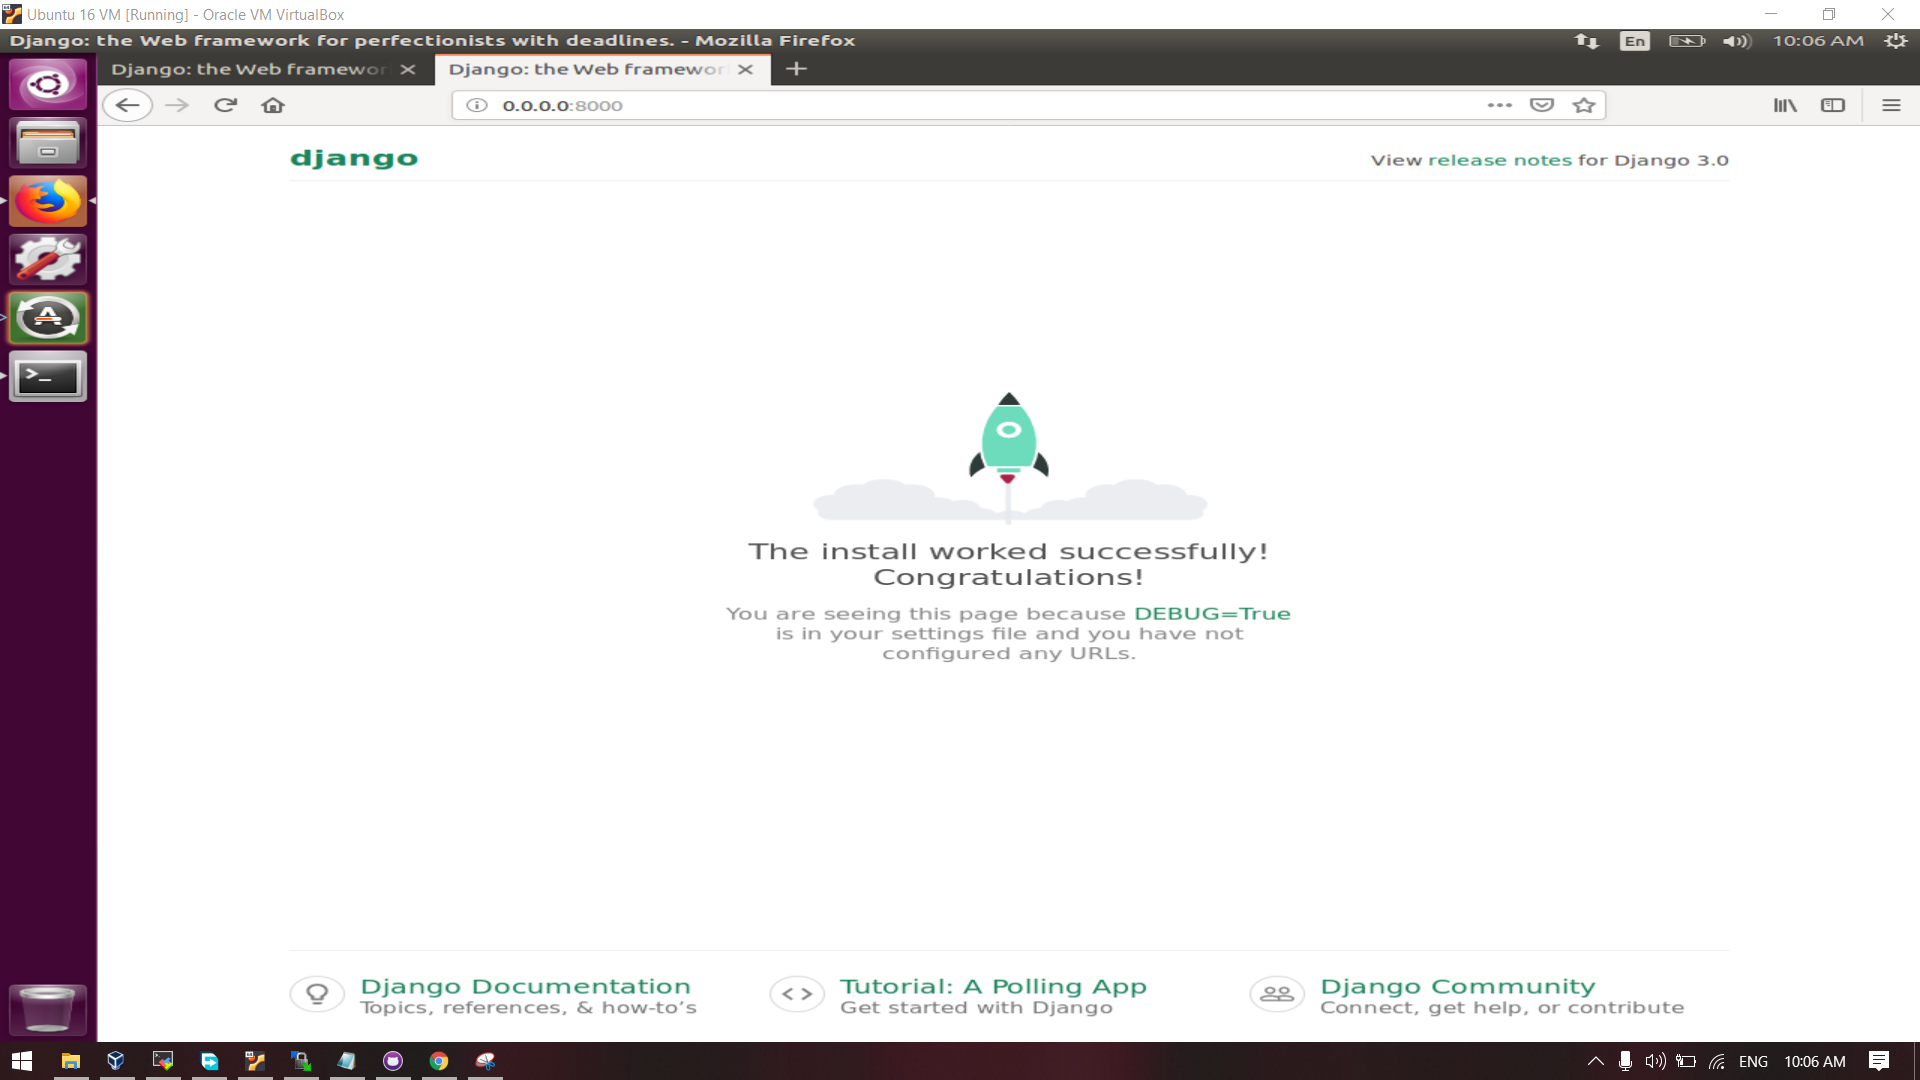 Ubuntu 16 VM [Running] - Oracle VM VirtualBox
Django: the Web framework for perfectionists with deadlines. - Mozilla Firefox
En
10:06 AM
Django: the Web framewor
Django: the Web framewor
0.0.0.0:8000
django
View release notes for Django 3.0
The install worked successfully!
Congratulations!
You are seeing this page because DEBUG=True
is in your settings file and you have not
configured any URLs.
Django Documentation
Topics, references, & how-to’s
Tutorial: A Polling App
Get started with Django
Django Community
Connect, get help, or contribute
ENG
10:06 AM